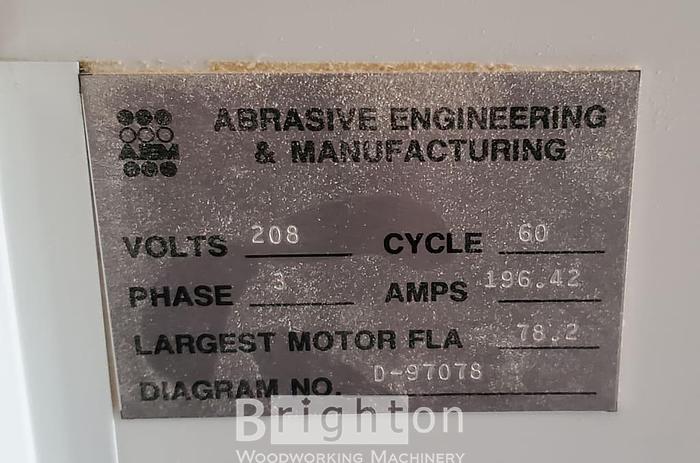 ABRASIVE ENGINEERING
& MANUFACTURING
AEM
VOLTS 208 CYCLE 60
PHASE 3 AMPS 196.42
LARGEST MOTOR FLA 78.2
DIAGRAM NO. D-97078
Brighton
WOODWORKING MACHINERY